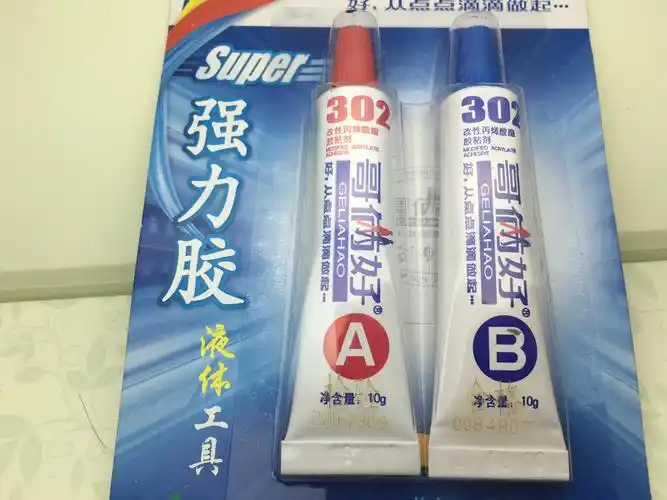 好,从点点滴滴做起…
Super
强力胶
液体工具
302
改性丙烯酸酯
胶粘剂
MODIFIED ACRYLATE
ADHESIVE
哥俩好®
GELIAHAO
好,从点点滴滴做起…
A
净含量:10g
302
改性丙烯酸酯
胶粘剂
MODIFIED ACRYLATE
ADHESIVE
哥俩好®
GELIAHAO
好,从点点滴滴做起…
B
净含量:10g